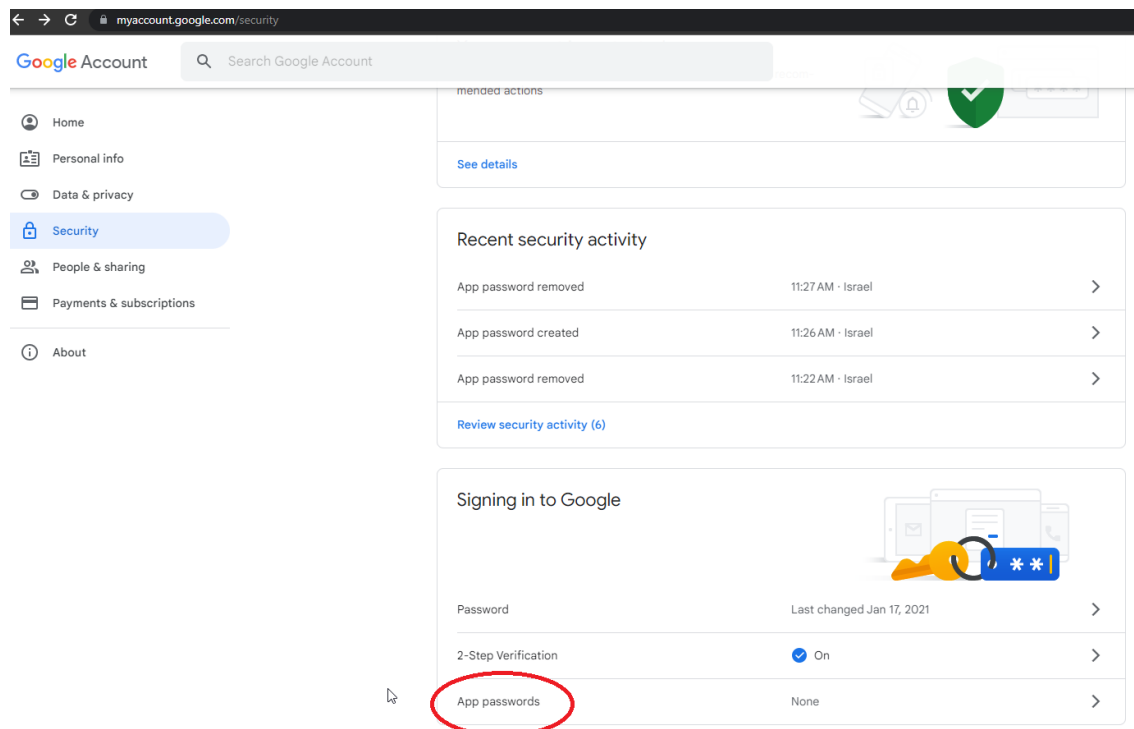 myaccount.google.com/security
Google Account
Search Google Account
mended actions
Home
Personal info
Data & privacy
Security
People & sharing
Payments & subscriptions
About
See details
Recent security activity
App password removed 11:27 AM · Israel
App password created 11:26 AM · Israel
App password removed 11:22 AM · Israel
Review security activity (6)
Signing in to Google
* * |
Password Last changed Jan 17, 2021
2-Step Verification On
App passwords None